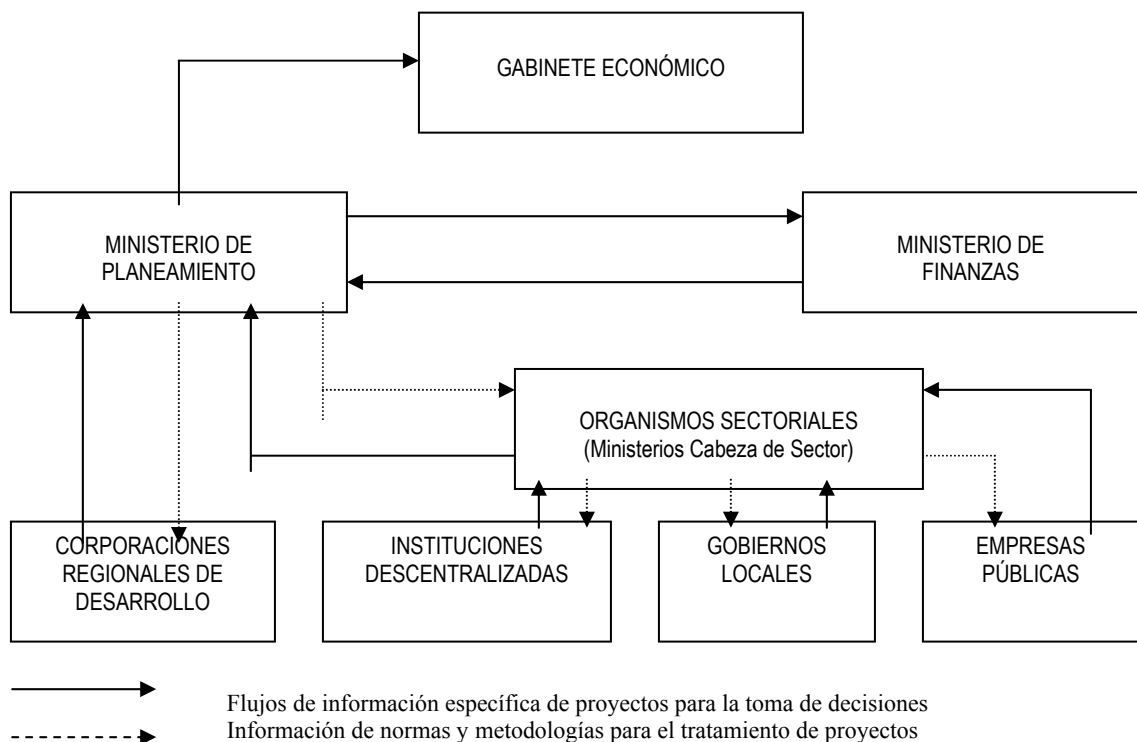 GABINETE ECONÓMICO
MINISTERIO DE
PLANEAMIENTO
MINISTERIO DE
FINANZAS
ORGANISMOS SECTORIALES
(Ministerios Cabeza de Sector)
CORPORACIONES
REGIONALES DE
DESARROLLO
INSTITUCIONES
DESCENTRALIZADAS
GOBIERNOS
LOCALES
EMPRESAS
PÚBLICAS
Flujos de información específica de proyectos para la toma de decisiones
Información de normas y metodologías para el tratamiento de proyectos